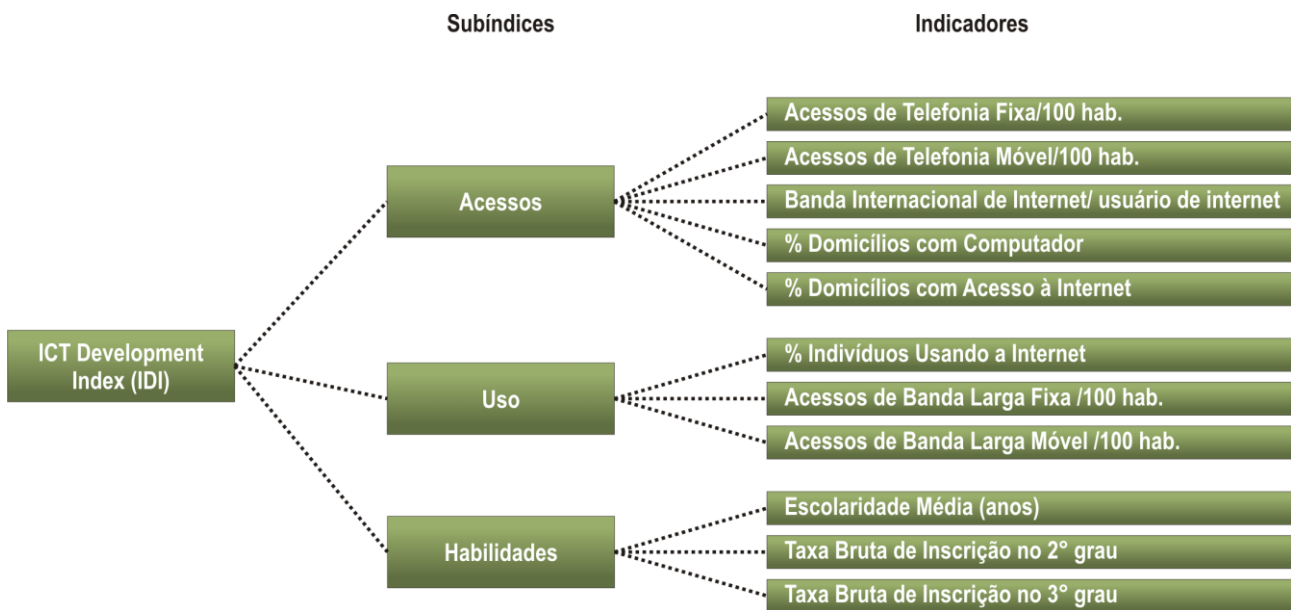 Subíndices
Indicadores
ICT Development
Index (IDI)
Acessos
Acessos de Telefonia Fixa/100 hab.
Acessos de Telefonia Móvel/100 hab.
Banda Internacional de Internet/ usuário de internet
% Domicílios com Computador
% Domicílios com Acesso à Internet
Uso
% Indivíduos Usando a Internet
Acessos de Banda Larga Fixa /100 hab.
Acessos de Banda Larga Móvel /100 hab.
Habilidades
Escolaridade Média (anos)
Taxa Bruta de Inscrição no 2° grau
Taxa Bruta de Inscrição no 3° grau